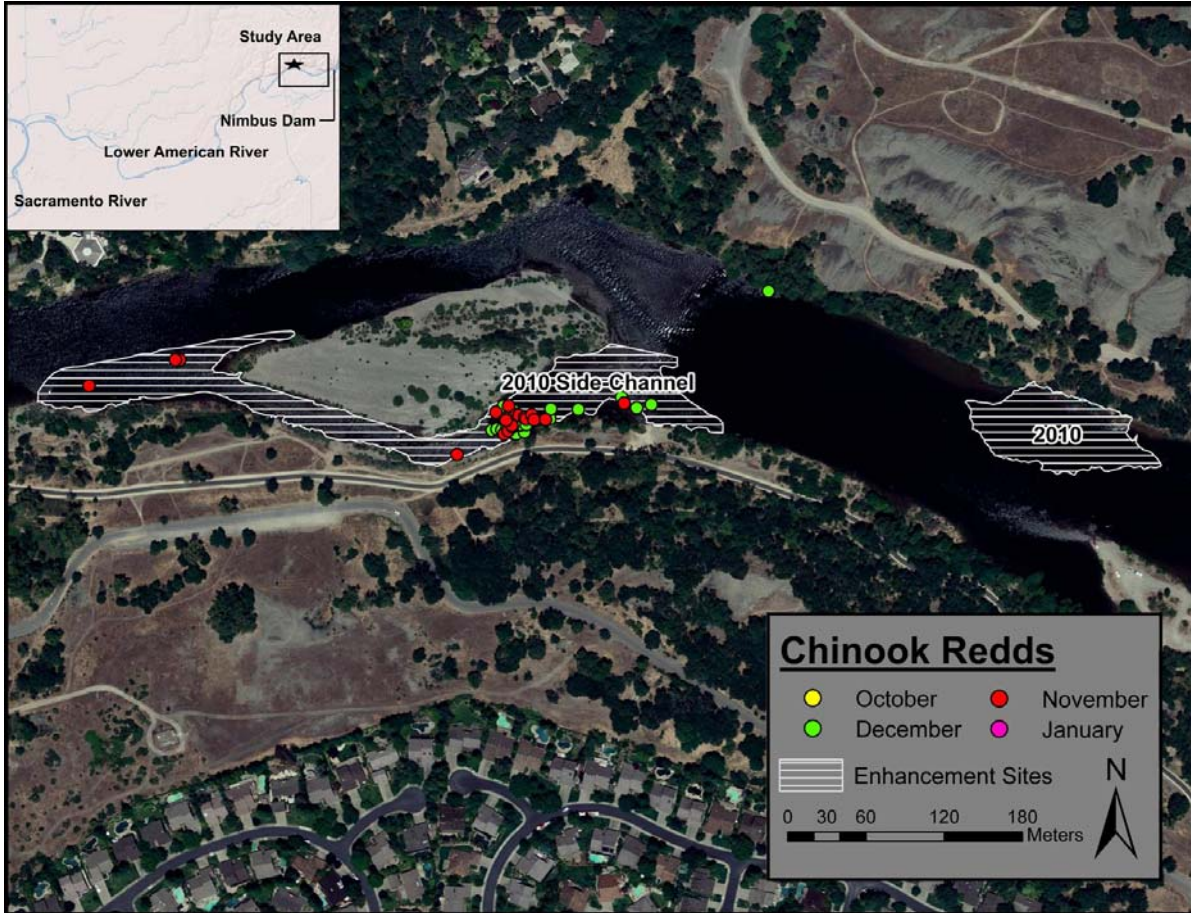 Study Area
Nimbus Dam
Lower American River
Sacramento River
2010 Side-Channel
2010
Chinook Redds
October
November
December
January
Enhancement Sites
N
0 30 60 120 180
Meters